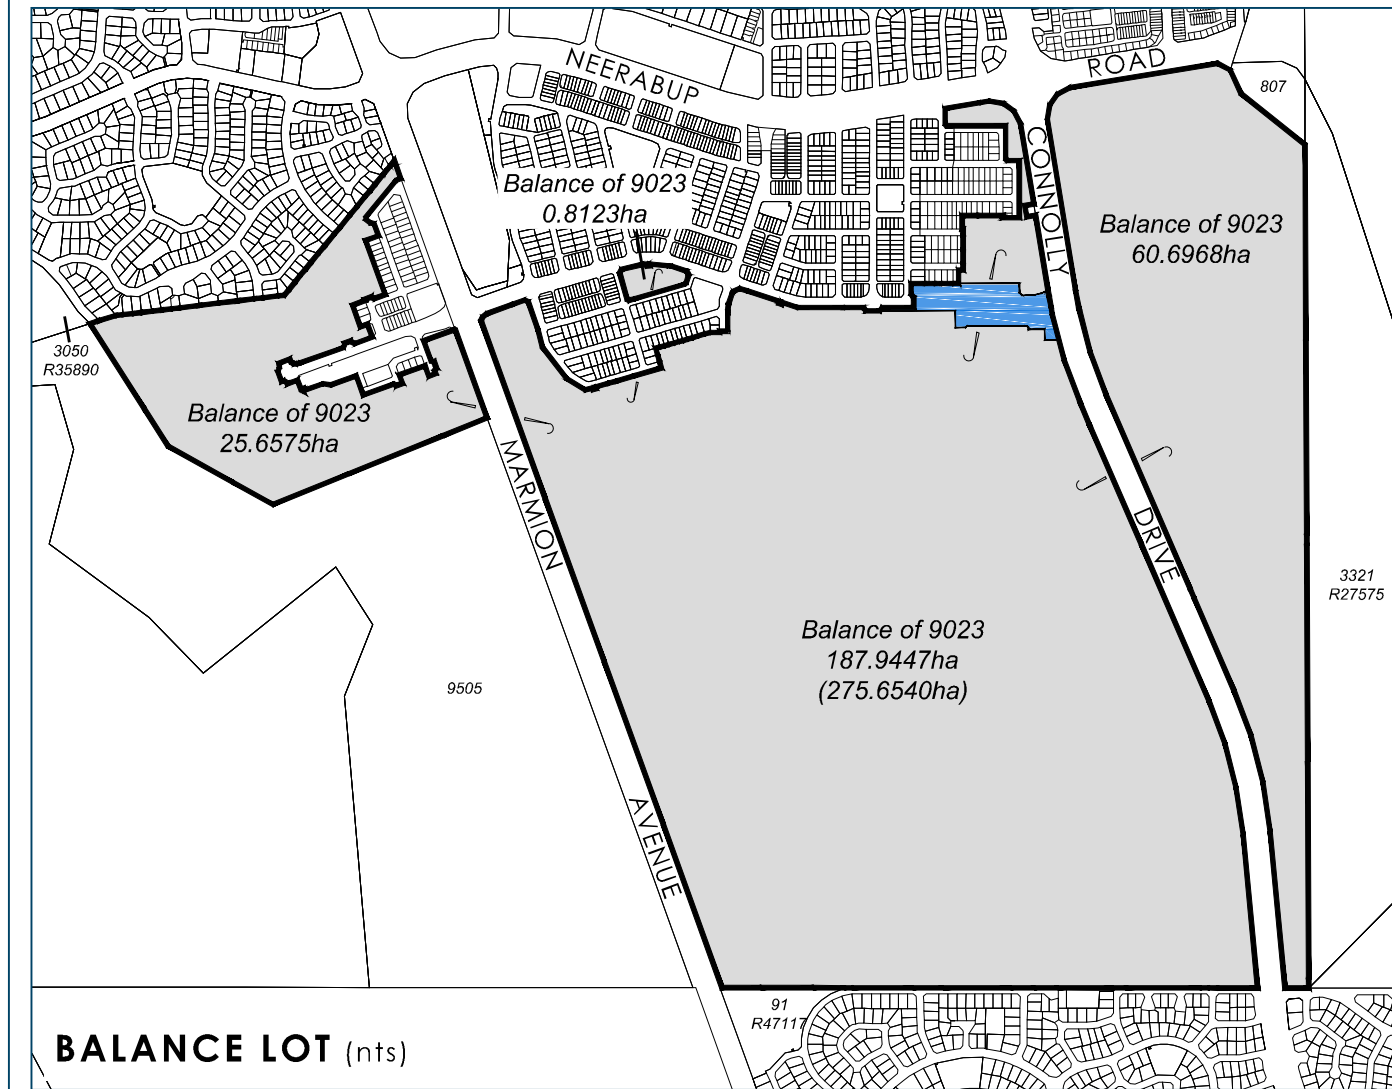 NEERABUP
ROAD
807
Balance of 9023
0.8123ha
CONNOLLY
Balance of 9023
60.6968ha
3050
R35890
Balance of 9023
25.6575ha
MARMION
DRIVE
3321
R27575
Balance of 9023
187.9447ha
(275.6540ha)
9505
AVENUE
91
R47117
BALANCE LOT (nts)